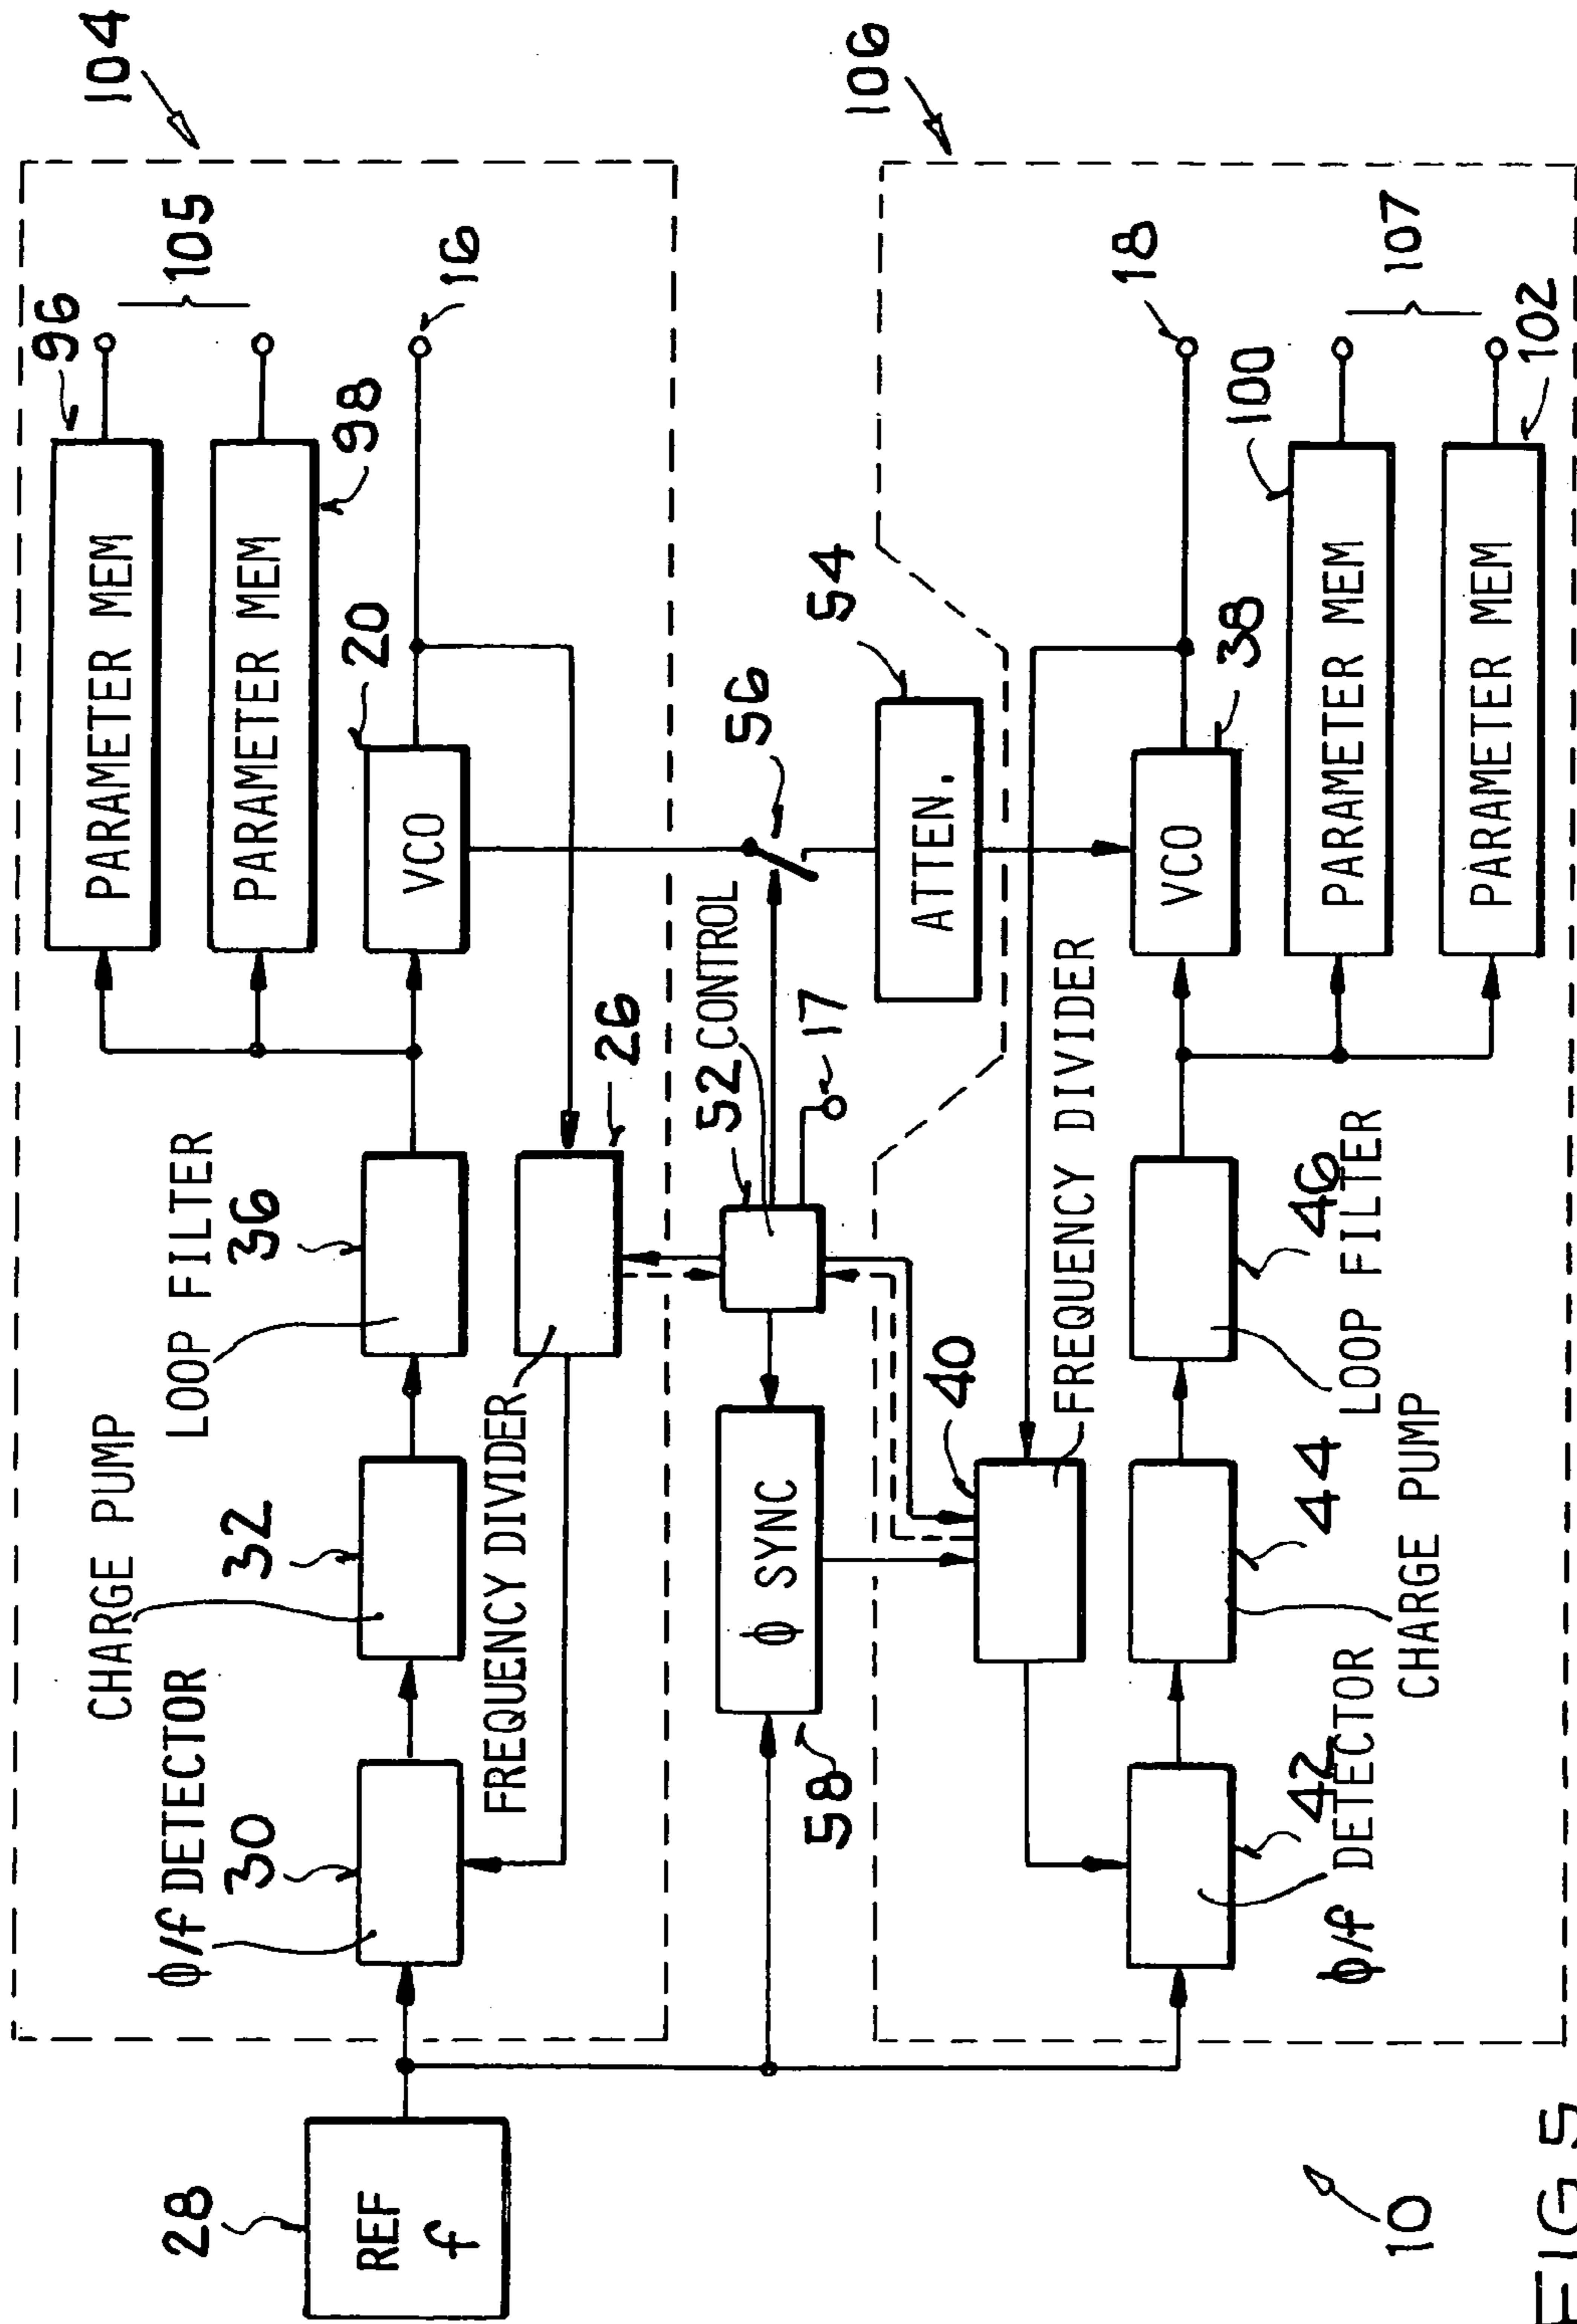 104
96
105
PARAMETER MEM
PARAMETER MEM
98
16
20
VCO
LOOP FILTER
36
CHARGE PUMP
32
ϕ/f DETECTOR
30
28
REF
f
FREQUENCY DIVIDER
26
56
52 CONTROL
17
ϕ SYNC
58
54
ATTEN.
106
40
FREQUENCY DIVIDER
18
VCO
38
100
PARAMETER MEM
107
PARAMETER MEM
102
46
LOOP FILTER
44
CHARGE PUMP
42
ϕ/f DETECTOR
10
FIG 5